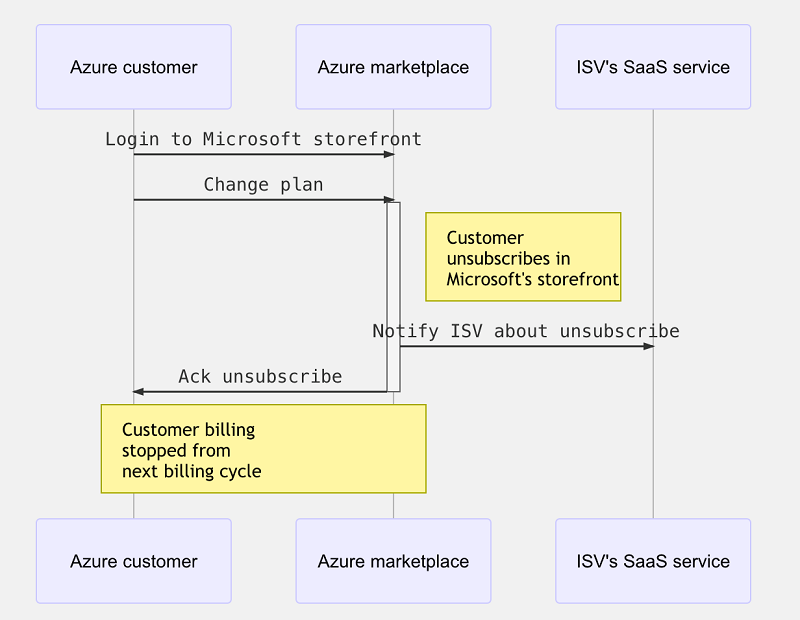 Azure customer
Azure marketplace
ISV's SaaS service
Login to Microsoft storefront
Change plan
Customer
unsubscribes in
Microsoft's storefront
Notify ISV about unsubscribe
Ack unsubscribe
Customer billing
stopped from
next billing cycle
Azure customer
Azure marketplace
ISV's SaaS service